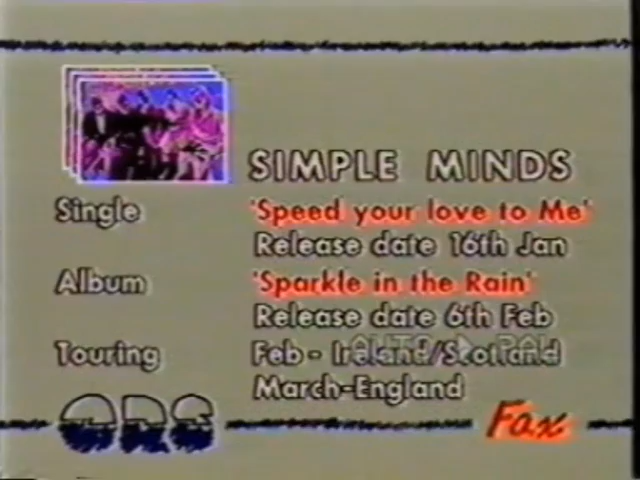 SIMPLE MINDS
Single 'Speed your love to Me'
Release date 16th Jan
Album 'Sparkle in the Rain'
Release date 6th Feb
Touring Feb - Ireland/Scotland
March-England
ORS Fax